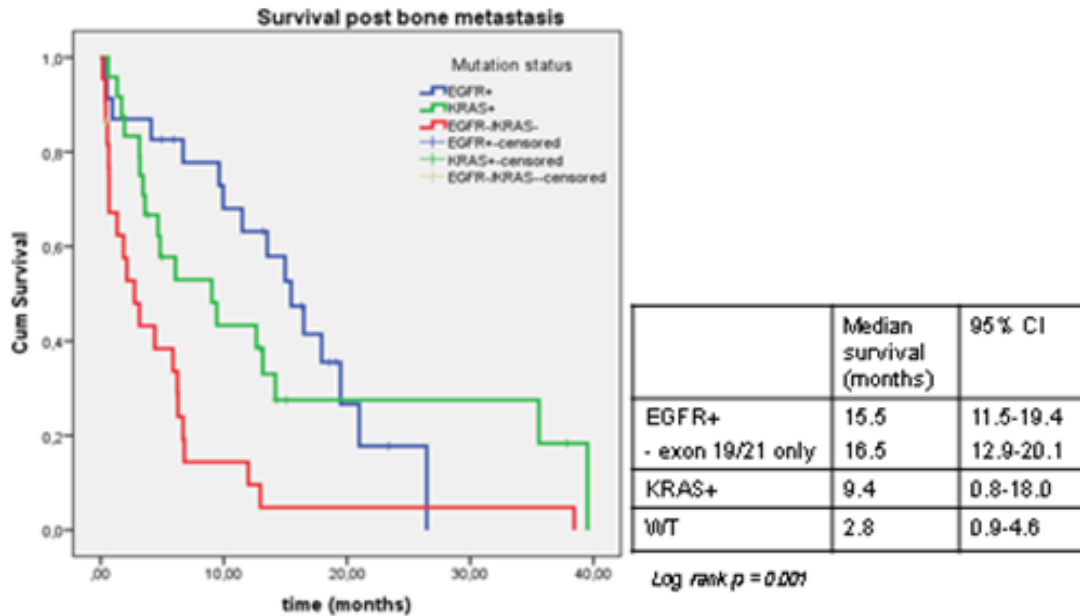 Survival post bone metastasis
Mutation status
EGFR+
KRAS+
EGFR-/KRAS-
EGFR+-censored
KRAS+-censored
EGFR-/KRAS--censored
Cum Survival
1,0
0,8
0,6
0,4
0,2
0,0
,00 10,00 20,00 30,00 40,00
time (months)
Median survival (months) 95% CI
EGFR+ 15.5 11.5-19.4
- exon 19/21 only 16.5 12.9-20.1
KRAS+ 9.4 0.8-18.0
WT 2.8 0.9-4.6
Log rank p = 0.001